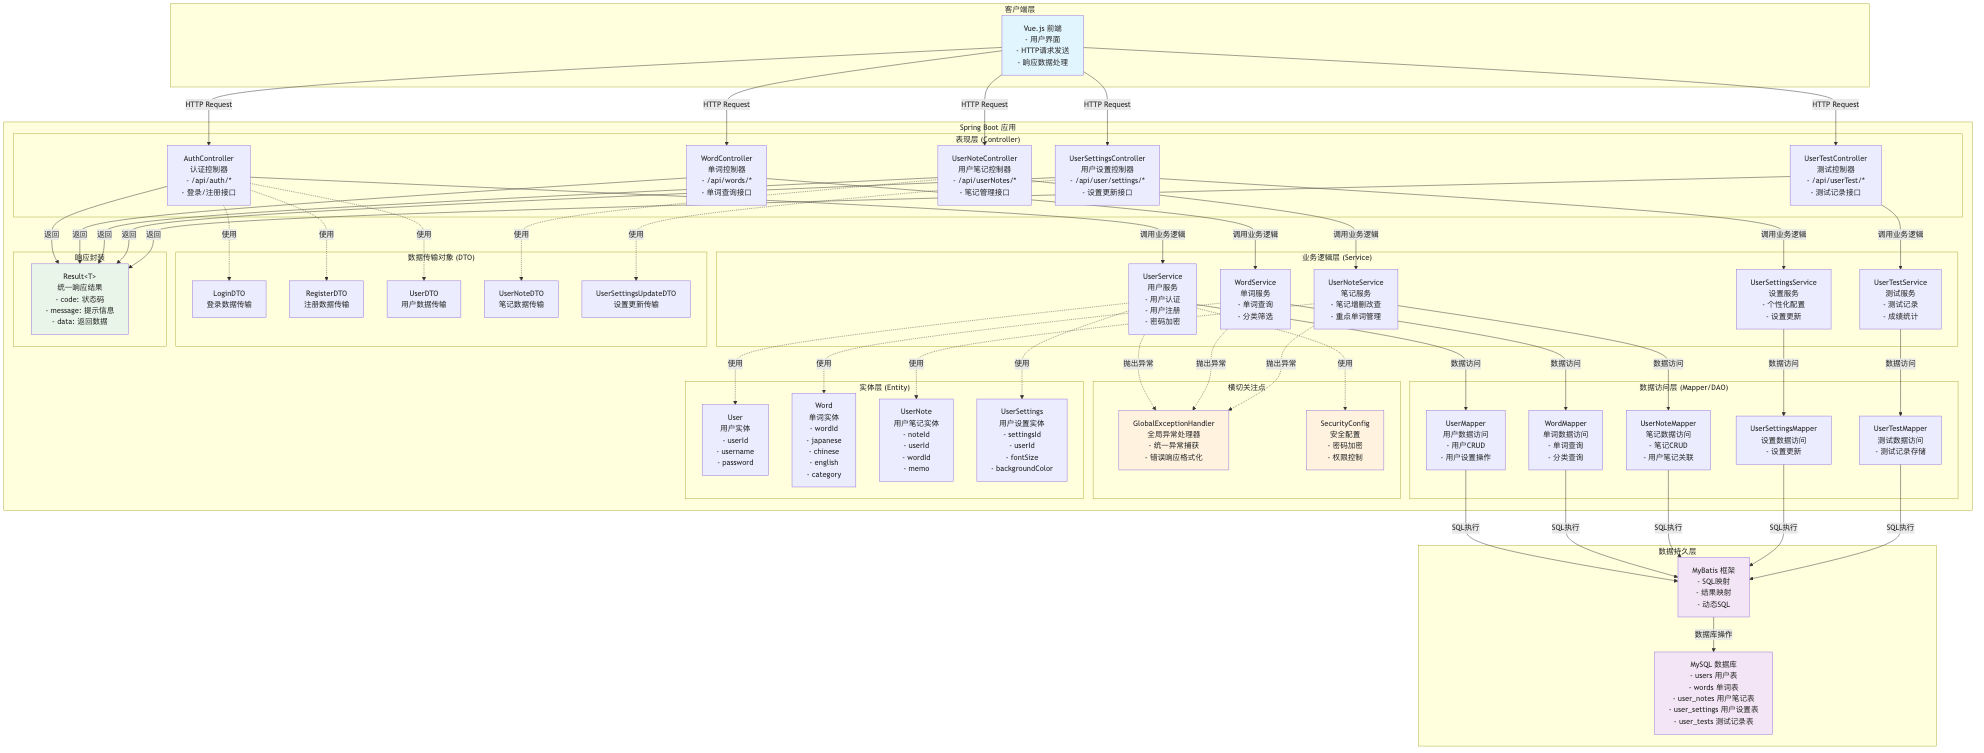 客户端层
Vue.js 前端
- 用户界面
- HTTP请求发送
- 响应数据处理
HTTP Request
HTTP Request
HTTP Request
HTTP Request
HTTP Request
Spring Boot 应用
表现层 (Controller)
AuthController
认证控制器
- /api/auth/*
- 登录/注册接口
WordController
单词控制器
- /api/words/*
- 单词查询接口
UserNoteController
用户笔记控制器
- /api/userNotes/*
- 笔记管理接口
UserSettingsController
用户设置控制器
- /api/user/settings/*
- 设置更新接口
UserTestController
测试控制器
- /api/userTest/*
- 测试记录接口
返回
返回
返回
返回
返回
使用
使用
使用
使用
使用
调用业务逻辑
调用业务逻辑
调用业务逻辑
调用业务逻辑
调用业务逻辑
响应封装
Result<T>
统一响应结果
- code: 状态码
- message: 提示信息
- data: 返回数据
数据传输对象 (DTO)
LoginDTO
登录数据传输
RegisterDTO
注册数据传输
UserDTO
用户数据传输
UserNoteDTO
笔记数据传输
UserSettingsUpdateDTO
设置更新传输
业务逻辑层 (Service)
UserService
用户服务
- 用户认证
- 用户注册
- 密码加密
WordService
单词服务
- 单词查询
- 分类筛选
UserNoteService
笔记服务
- 笔记增删改查
- 重点单词管理
UserSettingsService
设置服务
- 个性化配置
- 设置更新
UserTestService
测试服务
- 测试记录
- 成绩统计
使用
使用
使用
使用
抛出异常
抛出异常
抛出异常
使用
数据访问
数据访问
数据访问
数据访问
数据访问
实体层 (Entity)
User
用户实体
- userId
- username
- password
Word
单词实体
- wordId
- japanese
- chinese
- english
- category
UserNote
用户笔记实体
- noteId
- userId
- wordId
- memo
UserSettings
用户设置实体
- settingsId
- userId
- fontSize
- backgroundColor
横切关注点
GlobalExceptionHandler
全局异常处理器
- 统一异常捕获
- 错误响应格式化
SecurityConfig
安全配置
- 密码加密
- 权限控制
数据访问层 (Mapper/DAO)
UserMapper
用户数据访问
- 用户CRUD
- 用户设置操作
WordMapper
单词数据访问
- 单词查询
- 分类查询
UserNoteMapper
笔记数据访问
- 笔记CRUD
- 用户笔记关联
UserSettingsMapper
设置数据访问
- 设置更新
UserTestMapper
测试数据访问
- 测试记录存储
SQL执行
SQL执行
SQL执行
SQL执行
SQL执行
数据持久层
MyBatis 框架
- SQL映射
- 结果映射
- 动态SQL
数据库操作
MySQL 数据库
- users 用户表
- words 单词表
- user_notes 用户笔记表
- user_settings 用户设置表
- user_tests 测试记录表